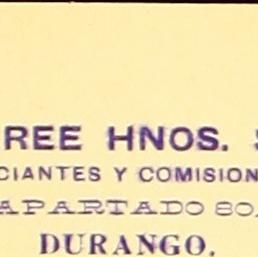 REE HNOS.
CIANTES Y COMISION
APARTADO 80
DURANGO.